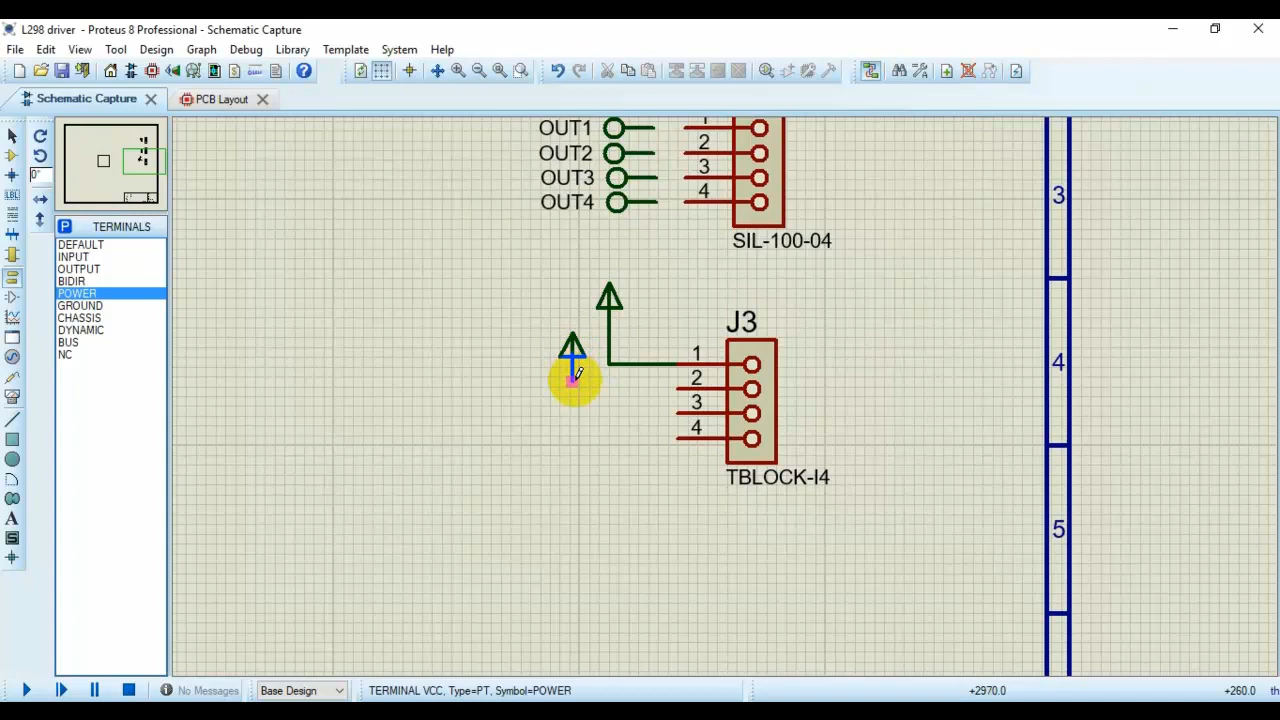 L298 driver - Proteus 8 Professional - Schematic Capture
File Edit View Tool Design Graph Debug Library Template System Help
Schematic Capture PCB Layout
0°
LBL
P TERMINALS
DEFAULT
INPUT
OUTPUT
BIDIR
POWER
GROUND
CHASSIS
DYNAMIC
BUS
NC
A
S
OUT1 1
OUT2 2
OUT3 3
OUT4 4
SIL-100-04
J3
1
2
3
4
TBLOCK-I4
3
4
5
No Messages Base Design TERMINAL VCC, Type=PT, Symbol=POWER +2970.0 +260.0 th